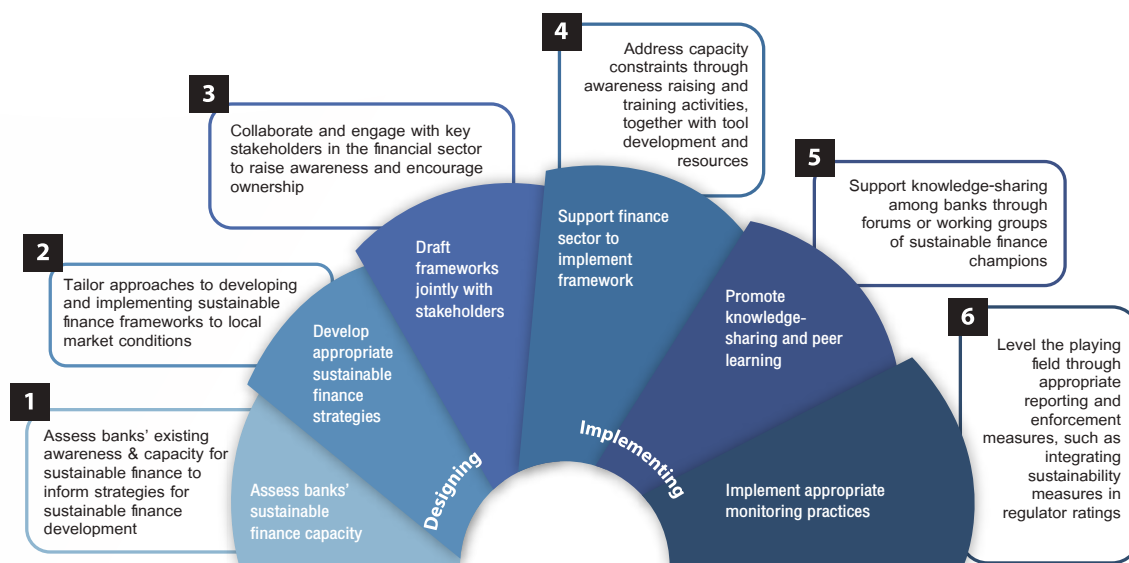 1
Assess banks' existing
awareness & capacity for
sustainable finance to
inform strategies for
sustainable finance
development
Assess banks'
sustainable
finance capacity
2
Tailor approaches to developing
and implementing sustainable
finance frameworks to local
market conditions
Develop
appropriate
sustainable
finance
strategies
3
Collaborate and engage with key
stakeholders in the financial sector
to raise awareness and encourage
ownership
Draft
frameworks
jointly with
stakeholders
Designing
4
Address capacity
constraints through
awareness raising and
training activities,
together with tool
development and
resources
Support finance
sector to
implement
framework
5
Support knowledge-sharing
among banks through
forums or working groups
of sustainable finance
champions
Promote
knowledge-
sharing and peer
learning
6
Level the playing
field through
appropriate
reporting and
enforcement
measures, such as
integrating
sustainability
measures in
regulator ratings
Implement appropriate
monitoring practices
Implementing